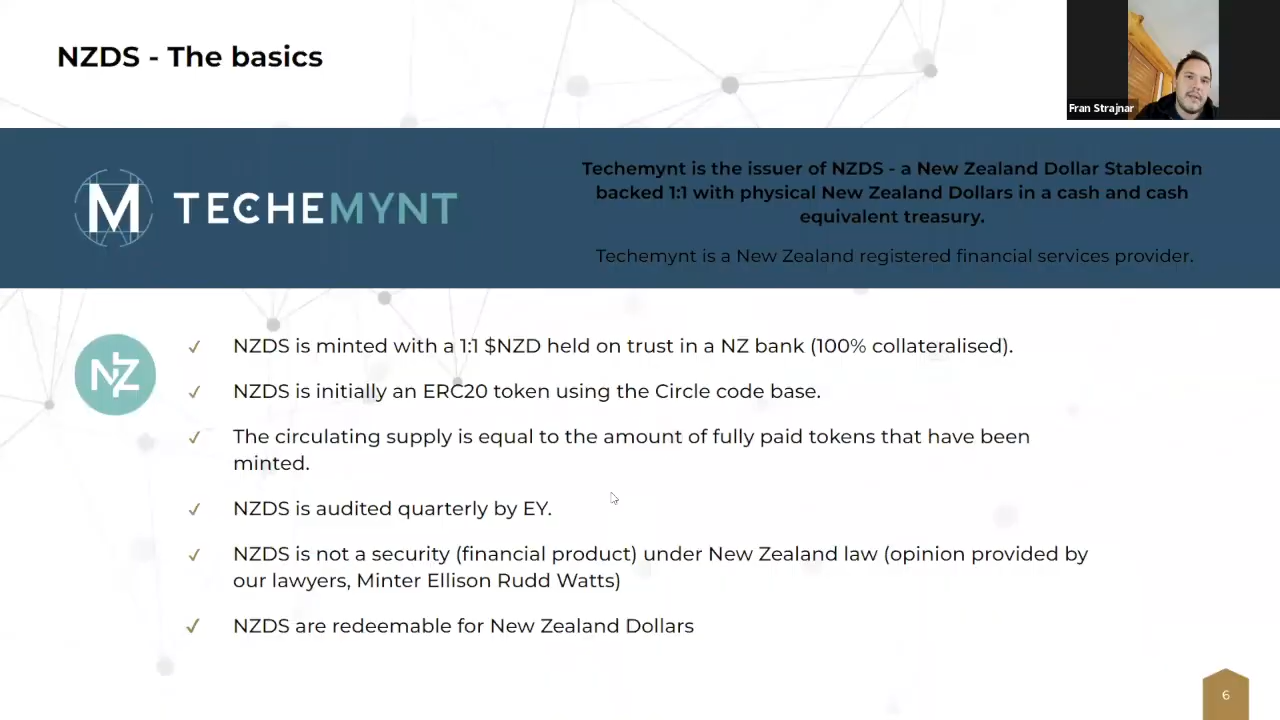 NZDS - The basics
Fran Strajnar
M TECHEMYNT
Techemynt is the issuer of NZDS - a New Zealand Dollar Stablecoin
backed 1:1 with physical New Zealand Dollars in a cash and cash
equivalent treasury.
Techemynt is a New Zealand registered financial services provider.
NZ
✓ NZDS is minted with a 1:1 $NZD held on trust in a NZ bank (100% collateralised).
✓ NZDS is initially an ERC20 token using the Circle code base.
✓ The circulating supply is equal to the amount of fully paid tokens that have been
minted.
✓ NZDS is audited quarterly by EY.
✓ NZDS is not a security (financial product) under New Zealand law (opinion provided by
our lawyers, Minter Ellison Rudd Watts)
✓ NZDS are redeemable for New Zealand Dollars
6